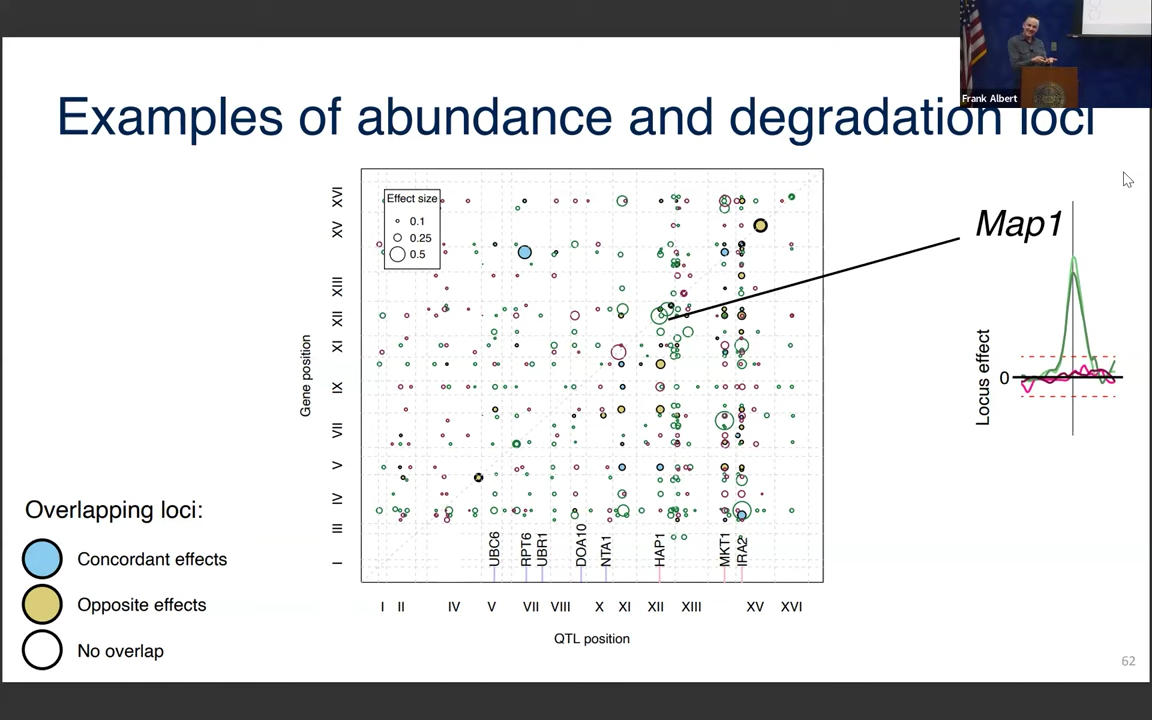 Frank Albert
Examples of abundance and degradation loci
Effect size
0.1
0.25
0.5
Map1
Locus effect
0
Gene position
XVI
XV
XIII
XII
XI
IX
VII
V
IV
III
I
UBC6
RPT6
UBR1
DOA10
NTA1
HAP1
MKT1
IRA2
I II IV V VII VIII X XI XII XIII XV XVI
QTL position
Overlapping loci:
Concordant effects
Opposite effects
No overlap
62